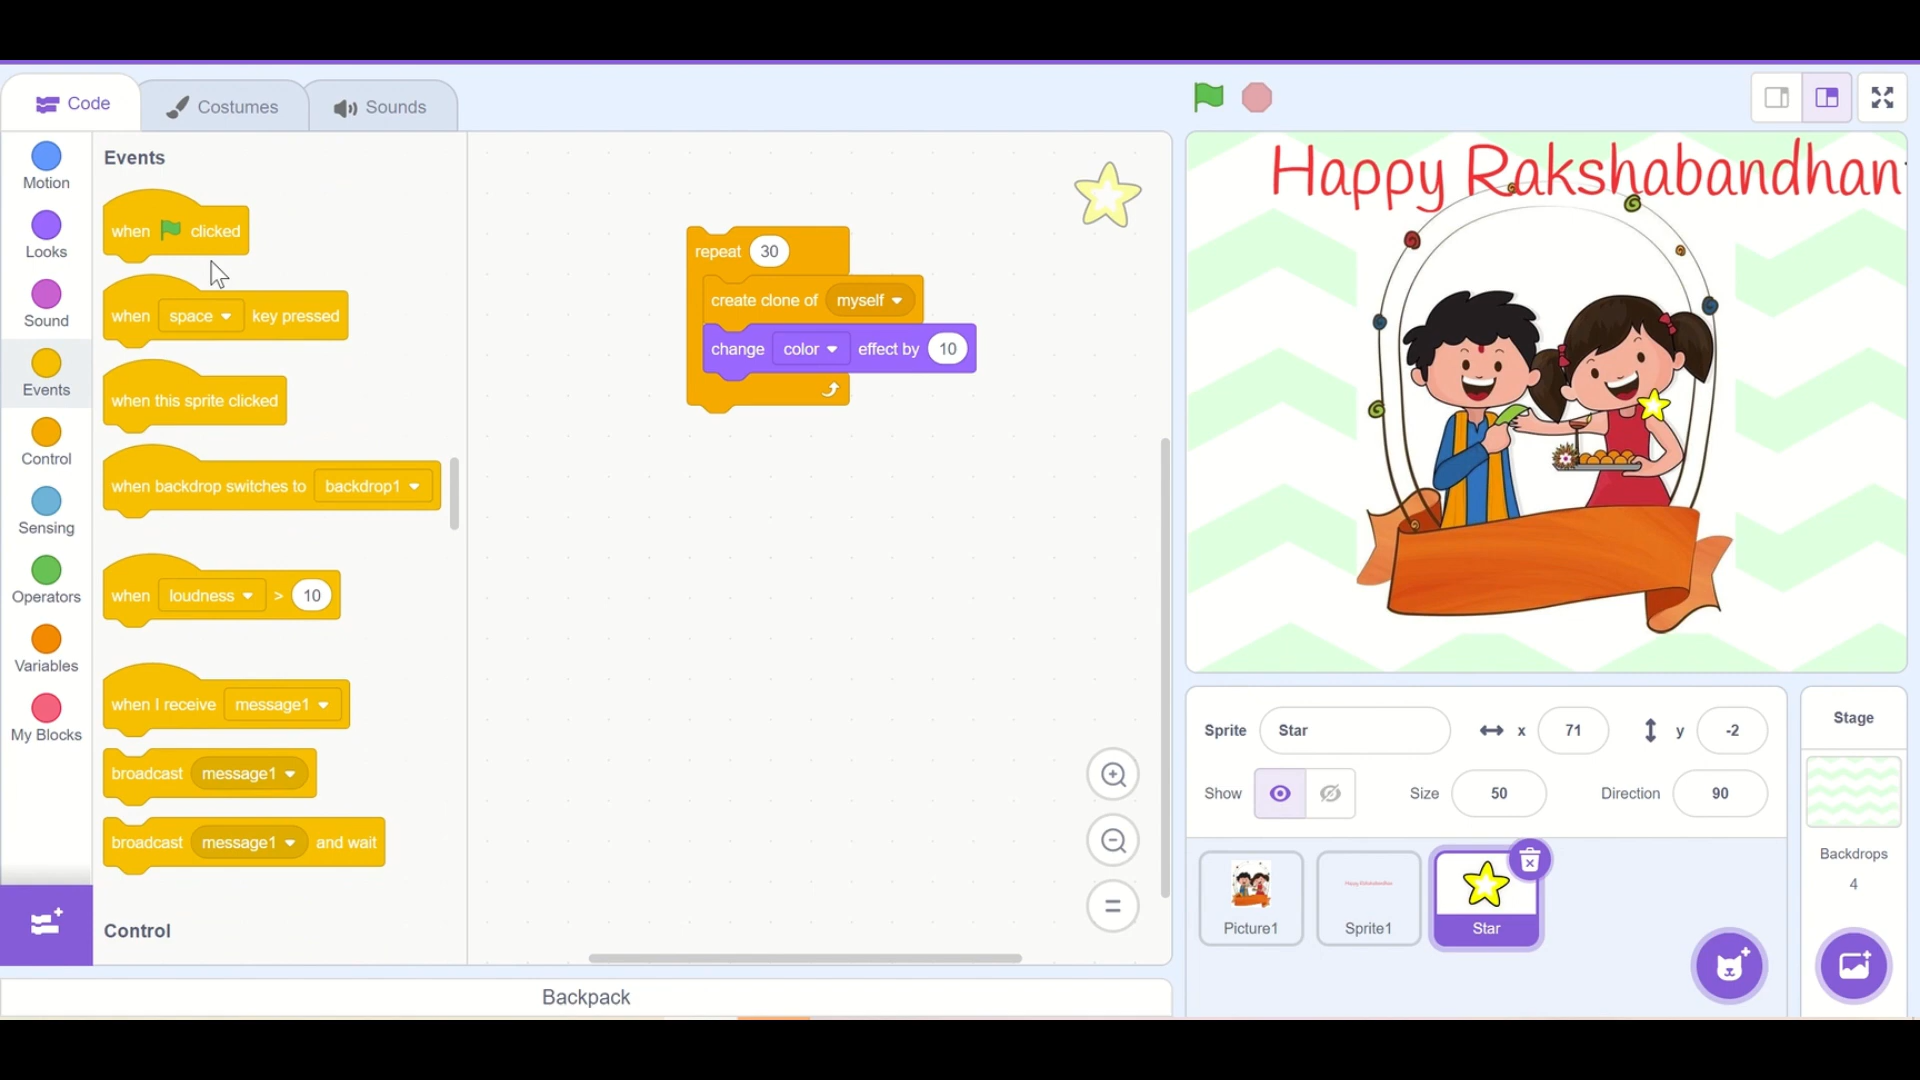 Code
Costumes
Sounds
Motion
Looks
Sound
Events
Control
Sensing
Operators
Variables
My Blocks
Events
when clicked
when space key pressed
when this sprite clicked
when backdrop switches to backdrop1
when loudness > 10
when I receive message1
broadcast message1
broadcast message1 and wait
Control
repeat 30
create clone of myself
change color effect by 10
Backpack
Happy Rakshabandhan
Sprite Star x 71 y -2
Show Size 50 Direction 90
Picture1
Happy Rakshabandhan
Sprite1
Star
Stage
Backdrops
4